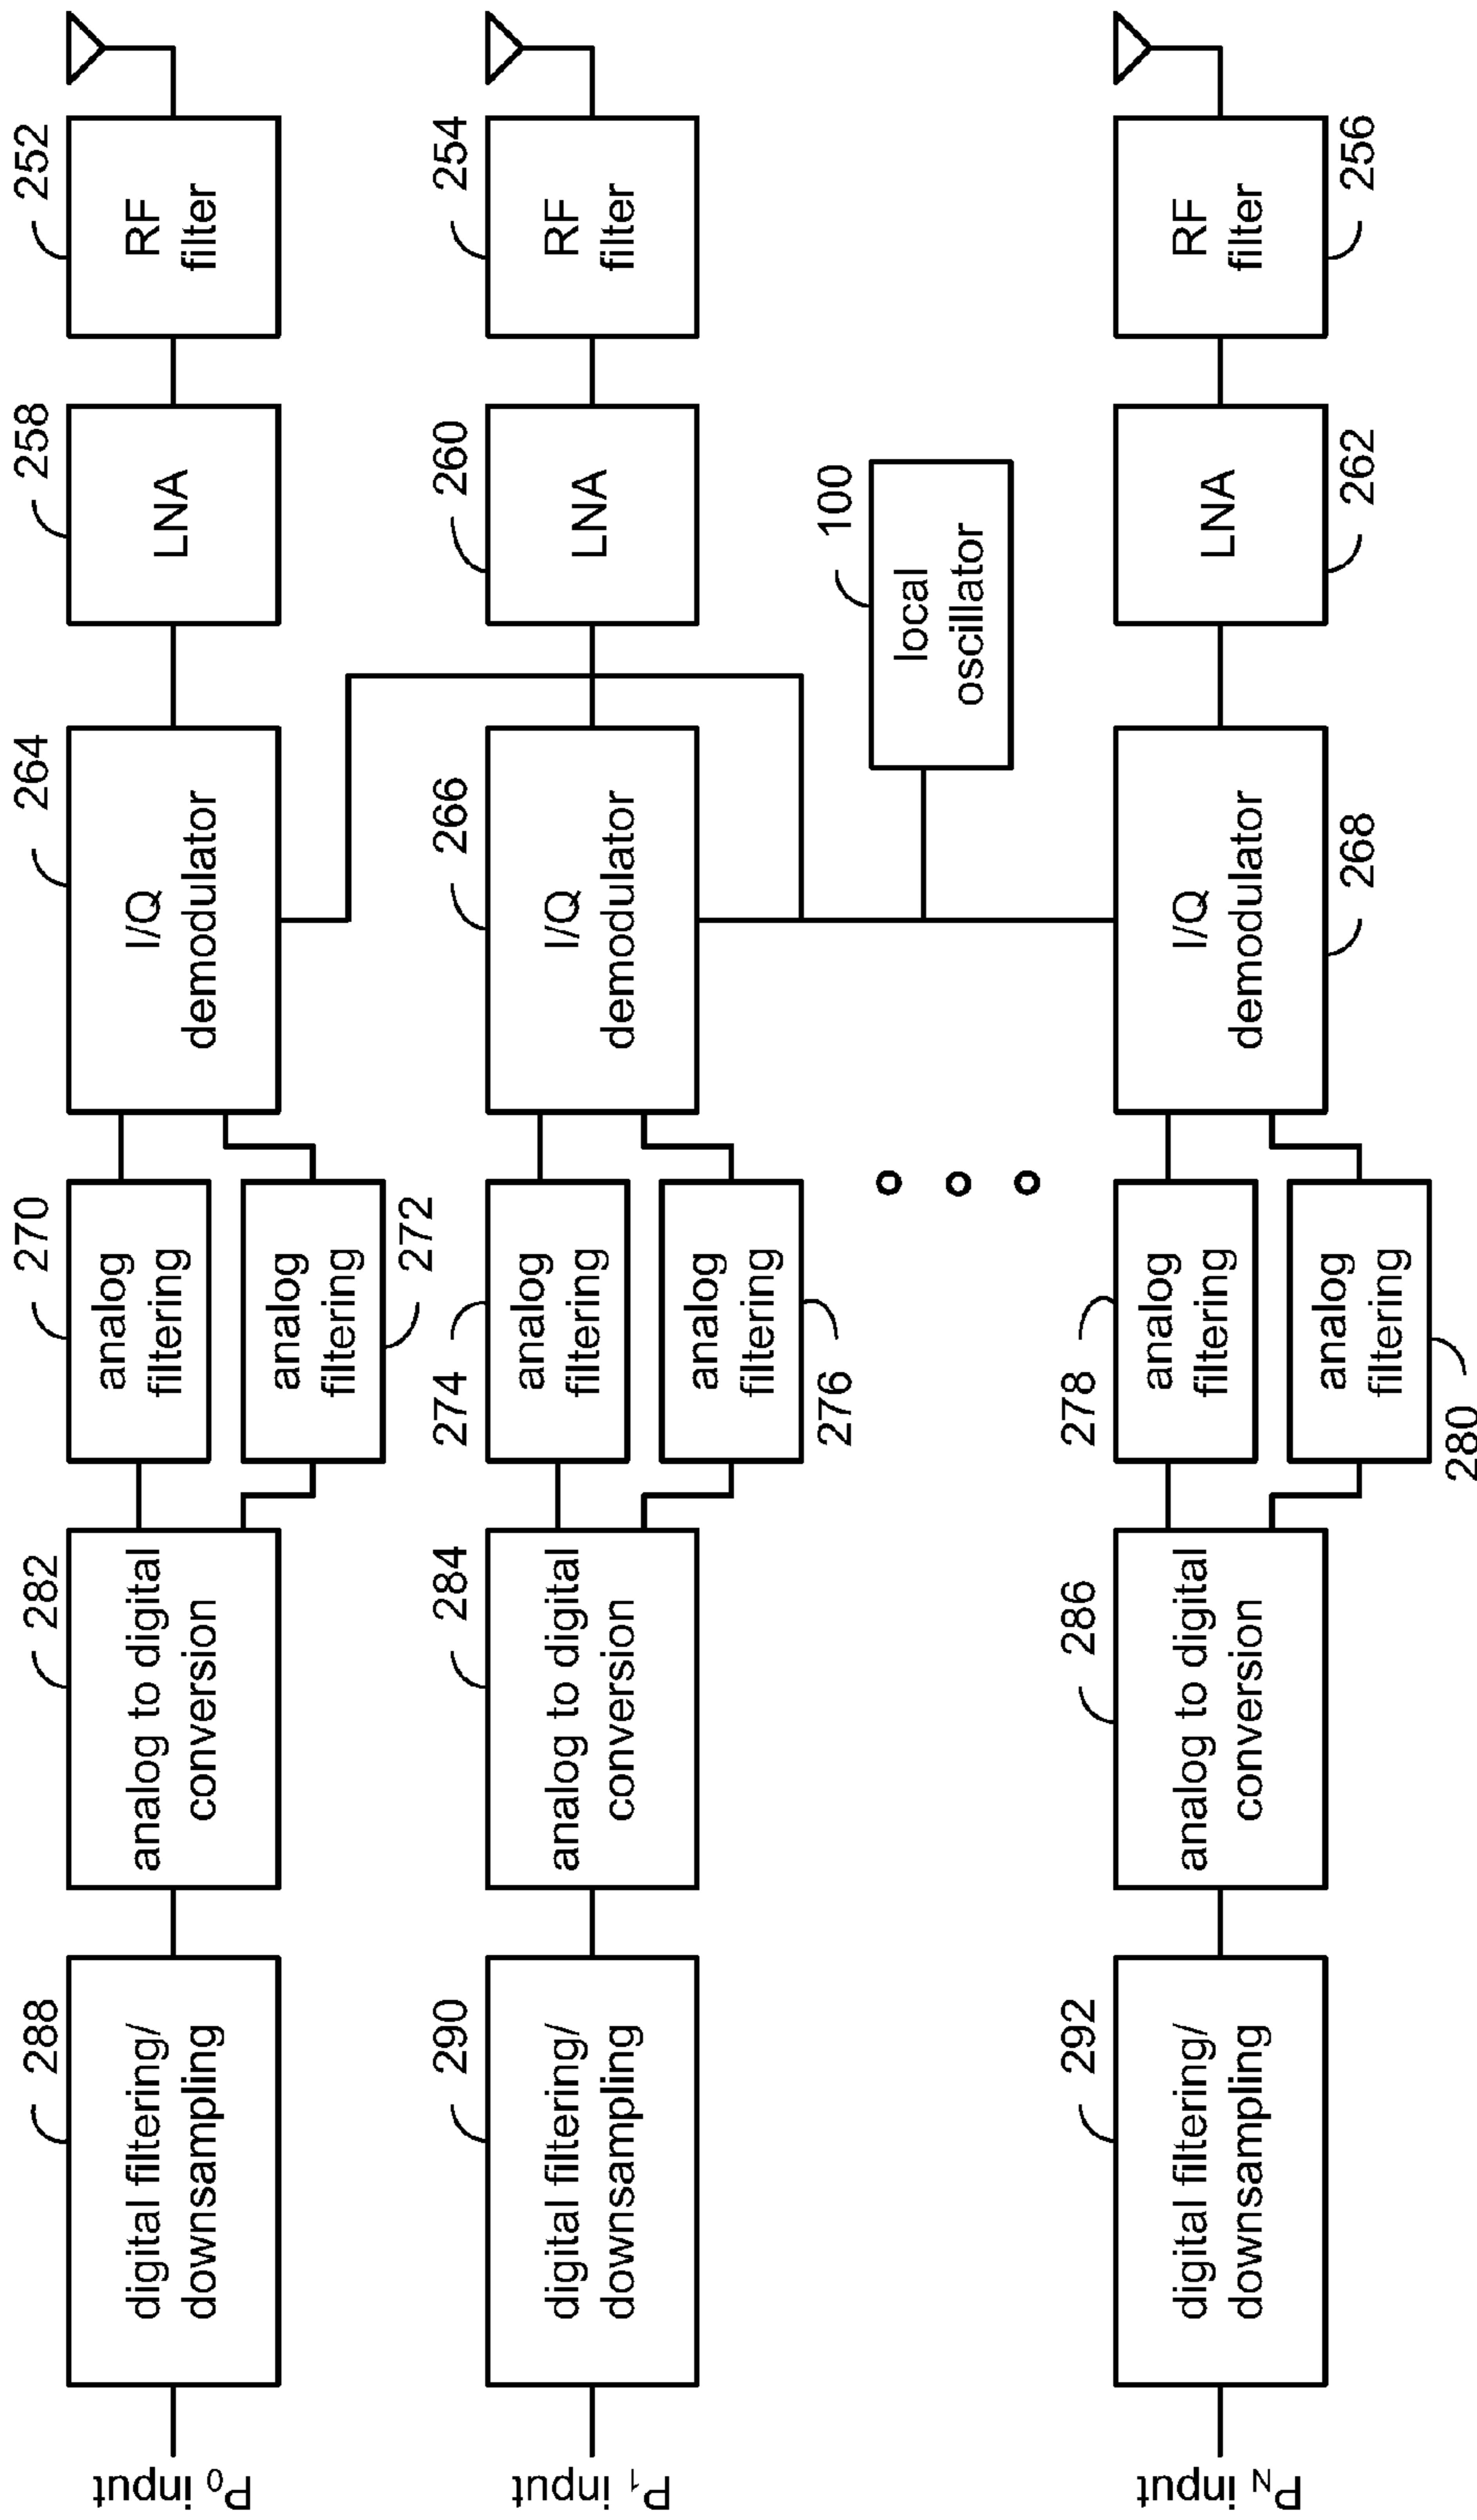 P0 input
288
digital filtering/
downsampling
282
analog to digital
conversion
270
analog
filtering
analog
filtering
272
264
I/Q
demodulator
258
LNA
252
RF
filter
P1 input
290
digital filtering/
downsampling
284
analog to digital
conversion
274
analog
filtering
analog
filtering
276
266
I/Q
demodulator
260
LNA
254
RF
filter
100
local
oscillator
PN input
292
digital filtering/
downsampling
286
analog to digital
conversion
278
analog
filtering
analog
filtering
280
I/Q
demodulator
268
LNA
262
RF
filter
256